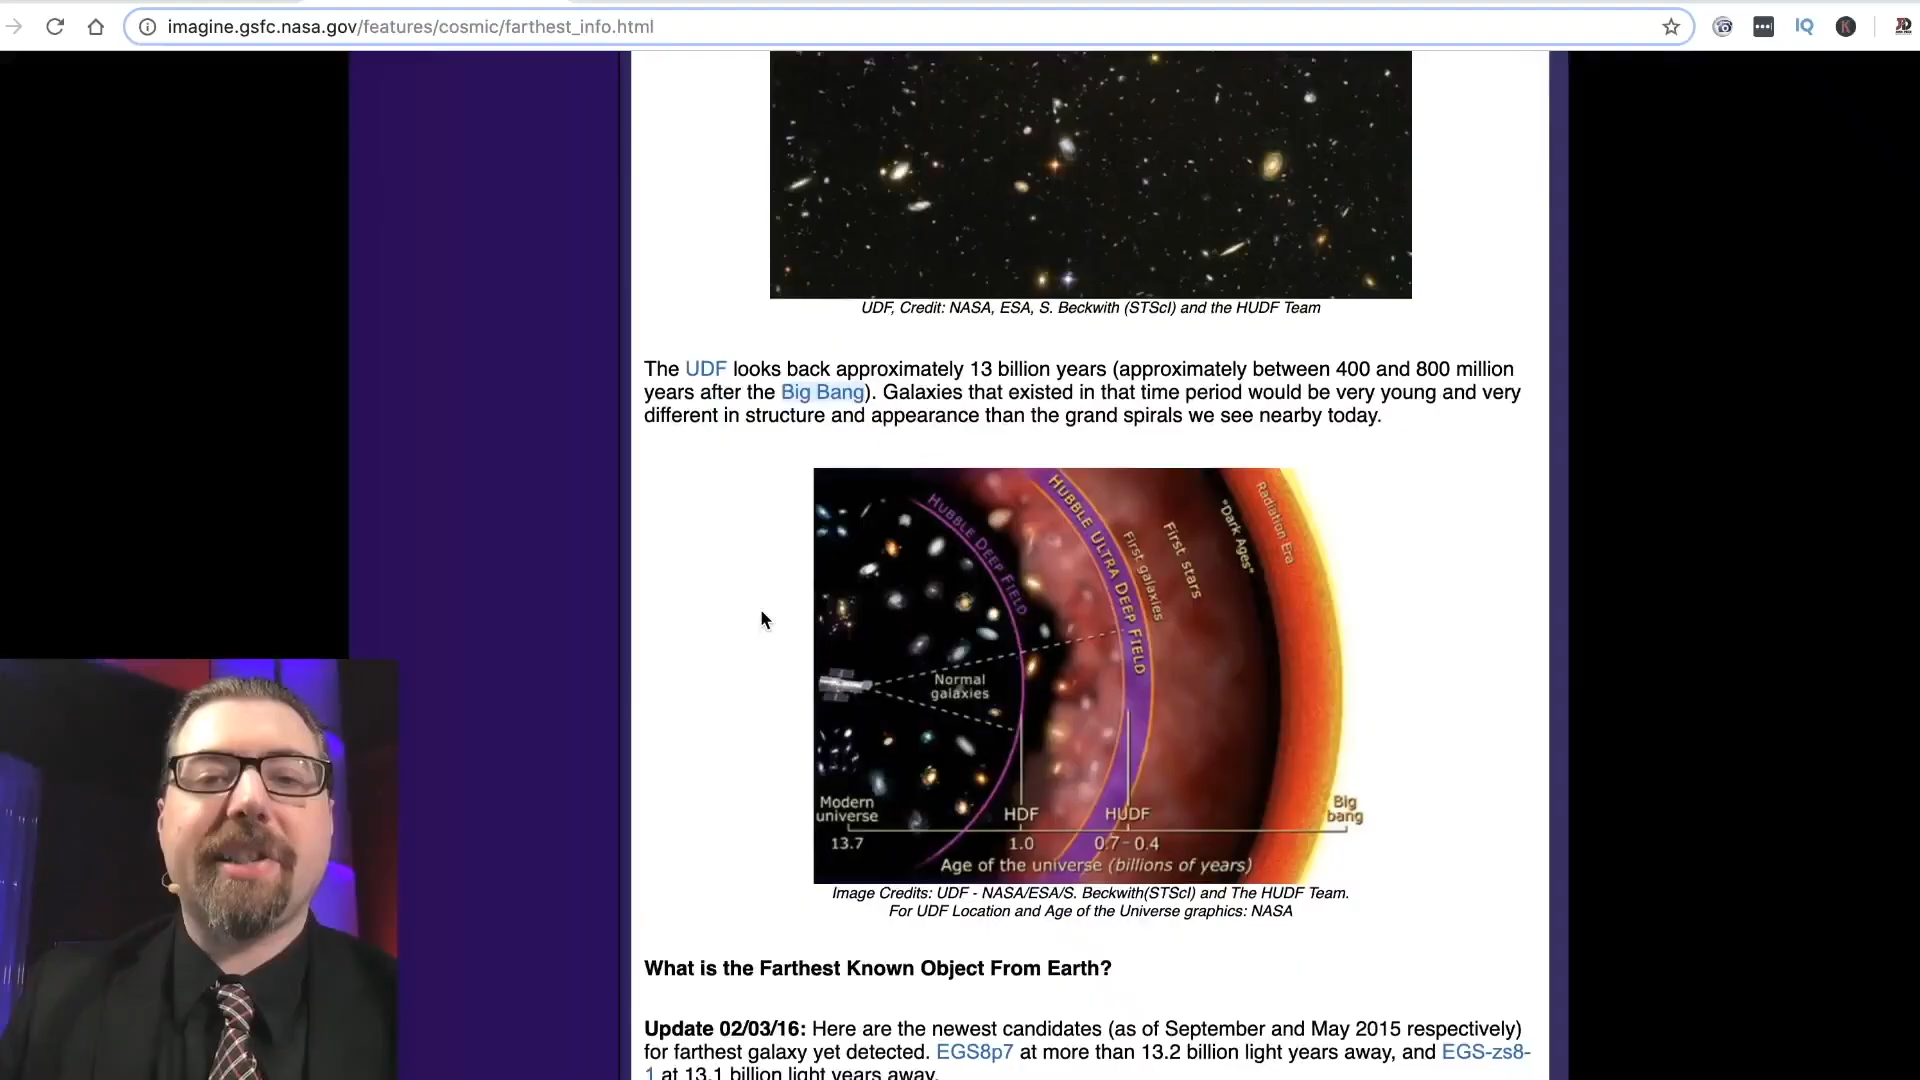 imagine.gsfc.nasa.gov/features/cosmic/farthest_info.html
IQ
K
UDF, Credit: NASA, ESA, S. Beckwith (STScI) and the HUDF Team
The UDF looks back approximately 13 billion years (approximately between 400 and 800 million
years after the Big Bang). Galaxies that existed in that time period would be very young and very
different in structure and appearance than the grand spirals we see nearby today.
HUBBLE DEEP FIELD
HUBBLE ULTRA DEEP FIELD
First galaxies
First stars
"Dark Ages"
Radiation Era
Normal
galaxies
Modern
universe
HDF
HUDF
Big
bang
13.7
1.0
0.7 - 0.4
Age of the universe (billions of years)
Image Credits: UDF - NASA/ESA/S. Beckwith(STScI) and The HUDF Team.
For UDF Location and Age of the Universe graphics: NASA
What is the Farthest Known Object From Earth?
Update 02/03/16: Here are the newest candidates (as of September and May 2015 respectively)
for farthest galaxy yet detected. EGS8p7 at more than 13.2 billion light years away, and EGS-zs8-
1 at 13.1 billion light years away.